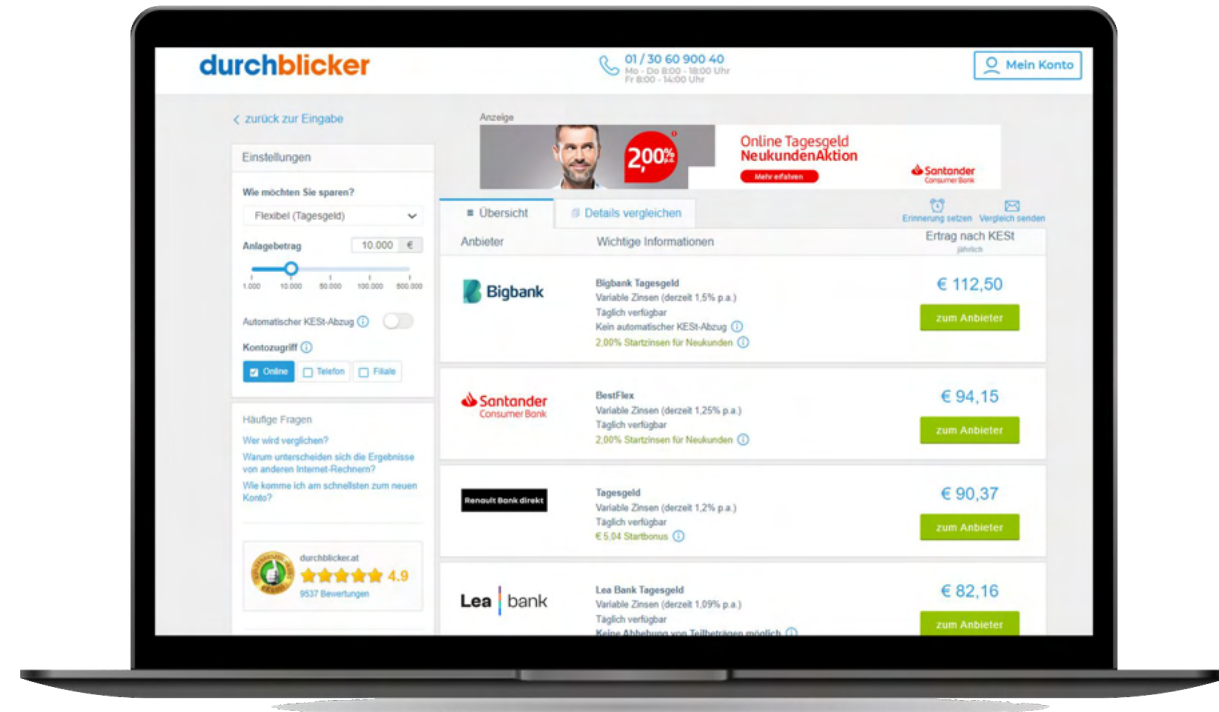 durchblicker
01 / 30 60 900 40
Mo - Do 8:00 - 18:00 Uhr
Fr 8:00 - 14:00 Uhr
Mein Konto
zurück zur Eingabe
Einstellungen
Wie möchten Sie sparen?
Flexibel (Tagesgeld)
Anlagebetrag
10.000 €
1.000 10.000 50.000 100.000 500.000
Automatischer KESt-Abzug
Kontozugriff
Online Telefon Filiale
Häufige Fragen
Wer wird verglichen?
Warum unterscheiden sich die Ergebnisse
von anderen Internet-Rechnern?
Wie komme ich am schnellsten zum neuen
Konto?
durchblicker.at
4.9
9537 Bewertungen
Anzeige
2,00%
Online Tagesgeld
NeukundenAktion
Mehr erfahren
Santander
Consumer Bank
Übersicht
Details vergleichen
Erinnerung setzen Vergleich senden
Anbieter
Wichtige Informationen
Ertrag nach KESt
jährlich
Bigbank
Bigbank Tagesgeld
Variable Zinsen (derzeit 1,5% p.a.)
Täglich verfügbar
Kein automatischer KESt-Abzug
2,00% Startzinsen für Neukunden
€ 112,50
zum Anbieter
Santander
Consumer Bank
BestFlex
Variable Zinsen (derzeit 1,25% p.a.)
Täglich verfügbar
2,00% Startzinsen für Neukunden
€ 94,15
zum Anbieter
Renault Bank direkt
Tagesgeld
Variable Zinsen (derzeit 1,2% p.a.)
Täglich verfügbar
€ 5,04 Startbonus
€ 90,37
zum Anbieter
Lea bank
Lea Bank Tagesgeld
Variable Zinsen (derzeit 1,09% p.a.)
Täglich verfügbar
Keine Abhebung von Teilbeträgen möglich
€ 82,16
zum Anbieter